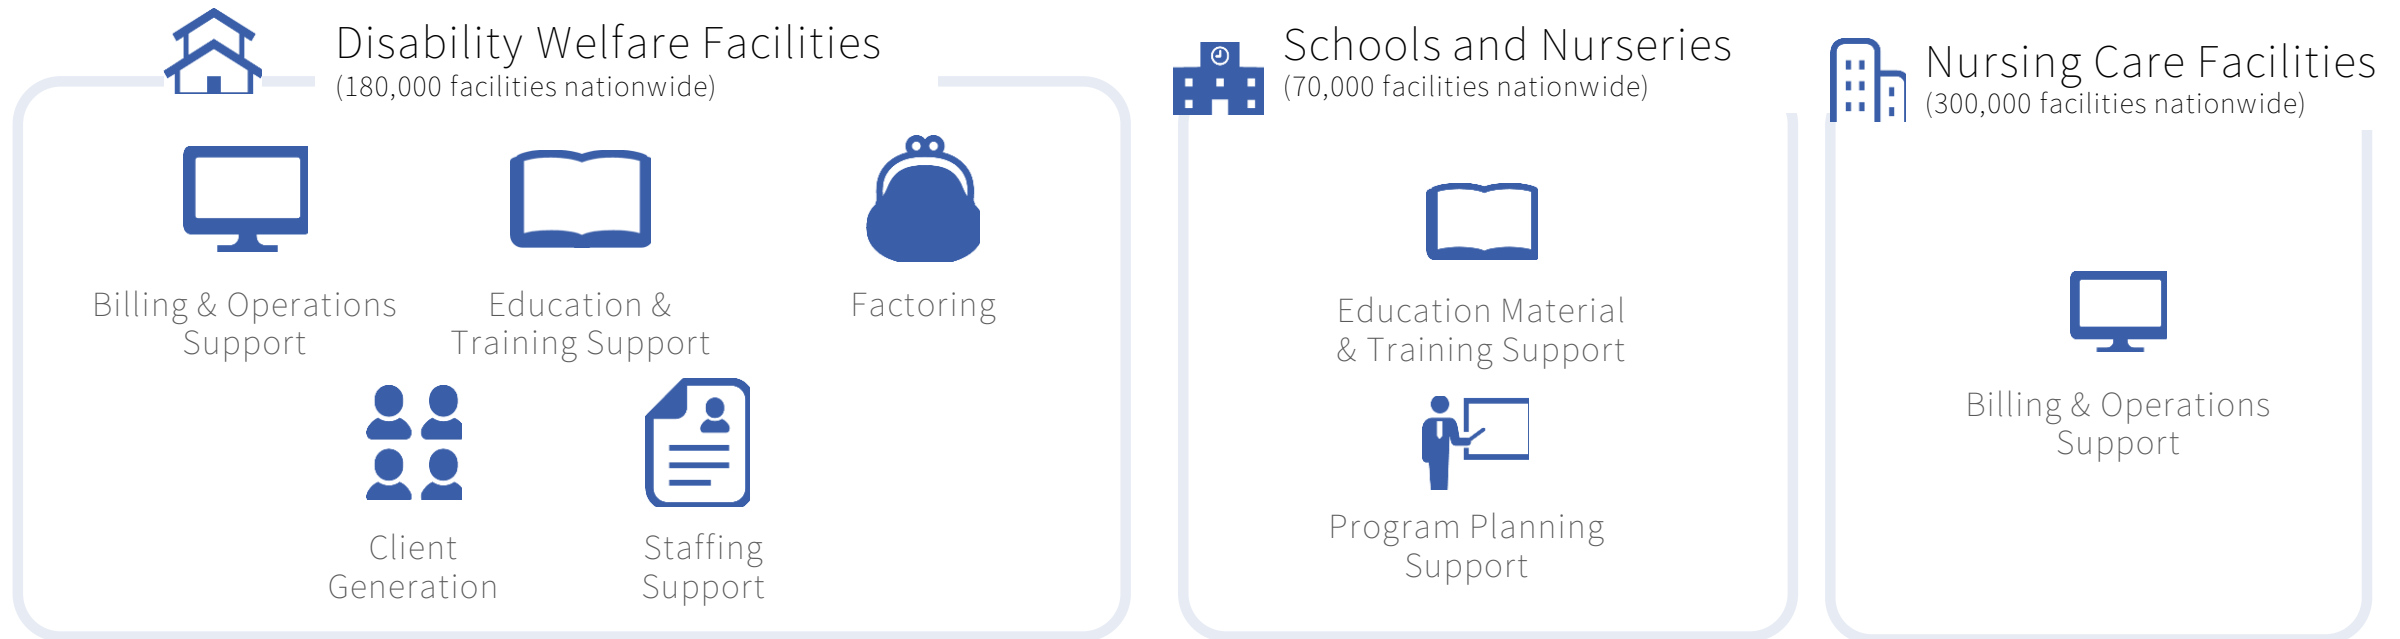 Disability Welfare Facilities
(180,000 facilities nationwide)
Billing & Operations
Support
Education &
Training Support
Factoring
Client
Generation
Staffing
Support
Schools and Nurseries
(70,000 facilities nationwide)
Education Material
& Training Support
Program Planning
Support
Nursing Care Facilities
(300,000 facilities nationwide)
Billing & Operations
Support